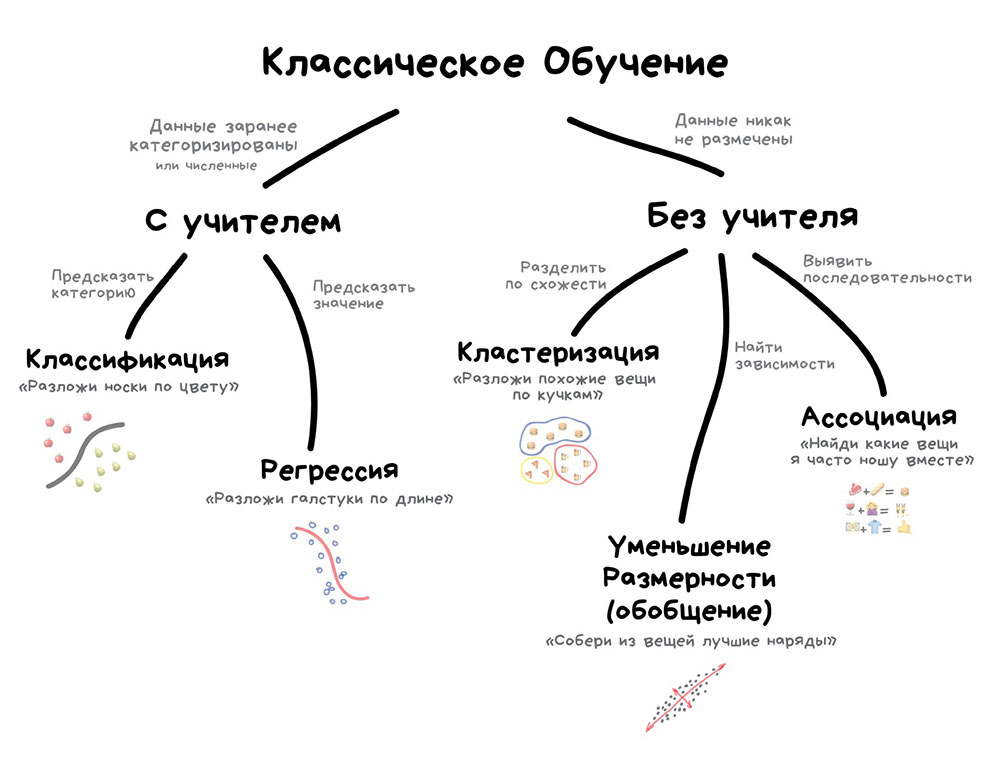 Классическое Обучение
Данные заранее
категоризированы
или численные
Данные никак
не размечены
С учителем
Без учителя
Предсказать
категорию
Предсказать
значение
Разделить
по схожести
Выявить
последовательности
Найти
зависимости
Классификация
«Разложи носки по цвету»
Регрессия
«Разложи галстуки по длине»
Кластеризация
«Разложи похожие вещи
по кучкам»
Ассоциация
«Найди какие вещи
я часто ношу вместе»
+ =
+ =
+ =
Уменьшение
Размерности
(обобщение)
«Собери из вещей лучшие наряды»